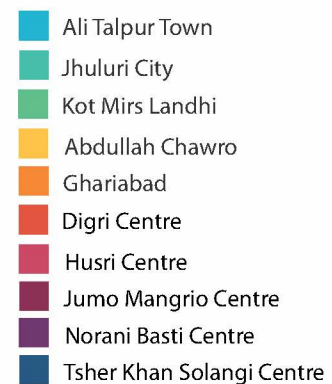 Ali Talpur Town
Jhuluri City
Kot Mirs Landhi
Abdullah Chawro
Ghariabad
Digri Centre
Husri Centre
Jumo Mangrio Centre
Norani Basti Centre
Tsher Khan Solangi Centre